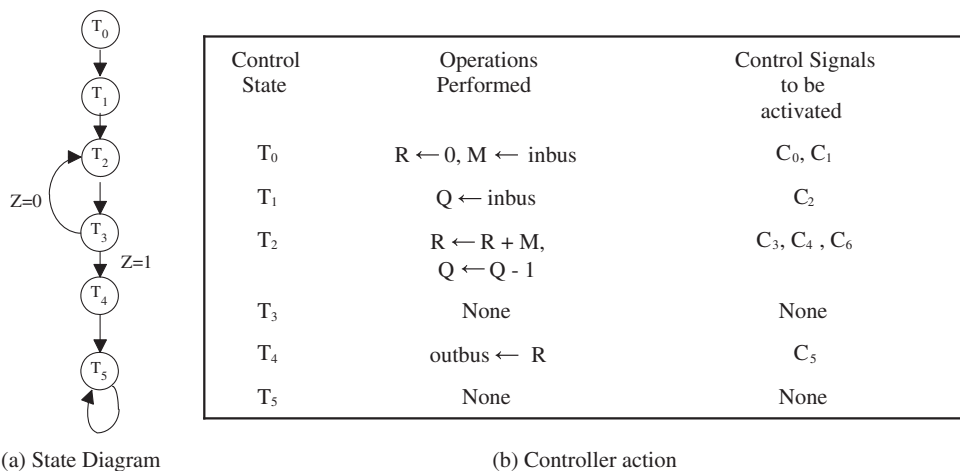 T₀
T₁
T₂
Z=0
T₃
Z=1
T₄
T₅
(a) State Diagram
Control State
Operations Performed
Control Signals to be activated
T₀ R ← 0, M ← inbus C₀, C₁
T₁ Q ← inbus C₂
T₂ R ← R + M, C₃, C₄ , C₆
Q ← Q - 1
T₃ None None
T₄ outbus ← R C₅
T₅ None None
(b) Controller action